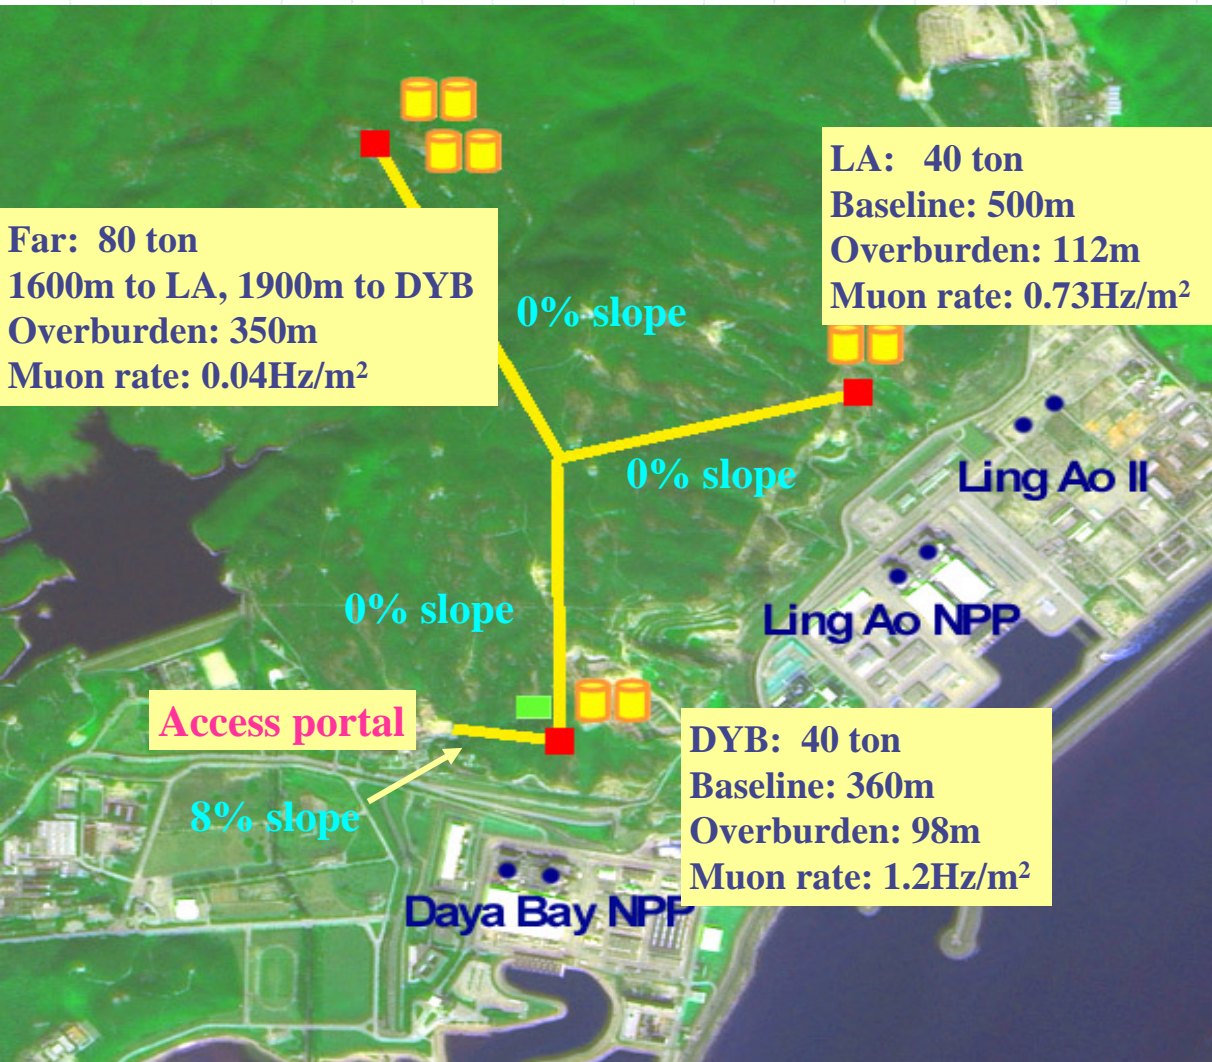 LA: 40 ton
Baseline: 500m
Overburden: 112m
Muon rate: 0.73Hz/m²
Far: 80 ton
1600m to LA, 1900m to DYB
Overburden: 350m
Muon rate: 0.04Hz/m²
0% slope
0% slope
Ling Ao II
0% slope
Ling Ao NPP
Access portal
8% slope
DYB: 40 ton
Baseline: 360m
Overburden: 98m
Muon rate: 1.2Hz/m²
Daya Bay NPP